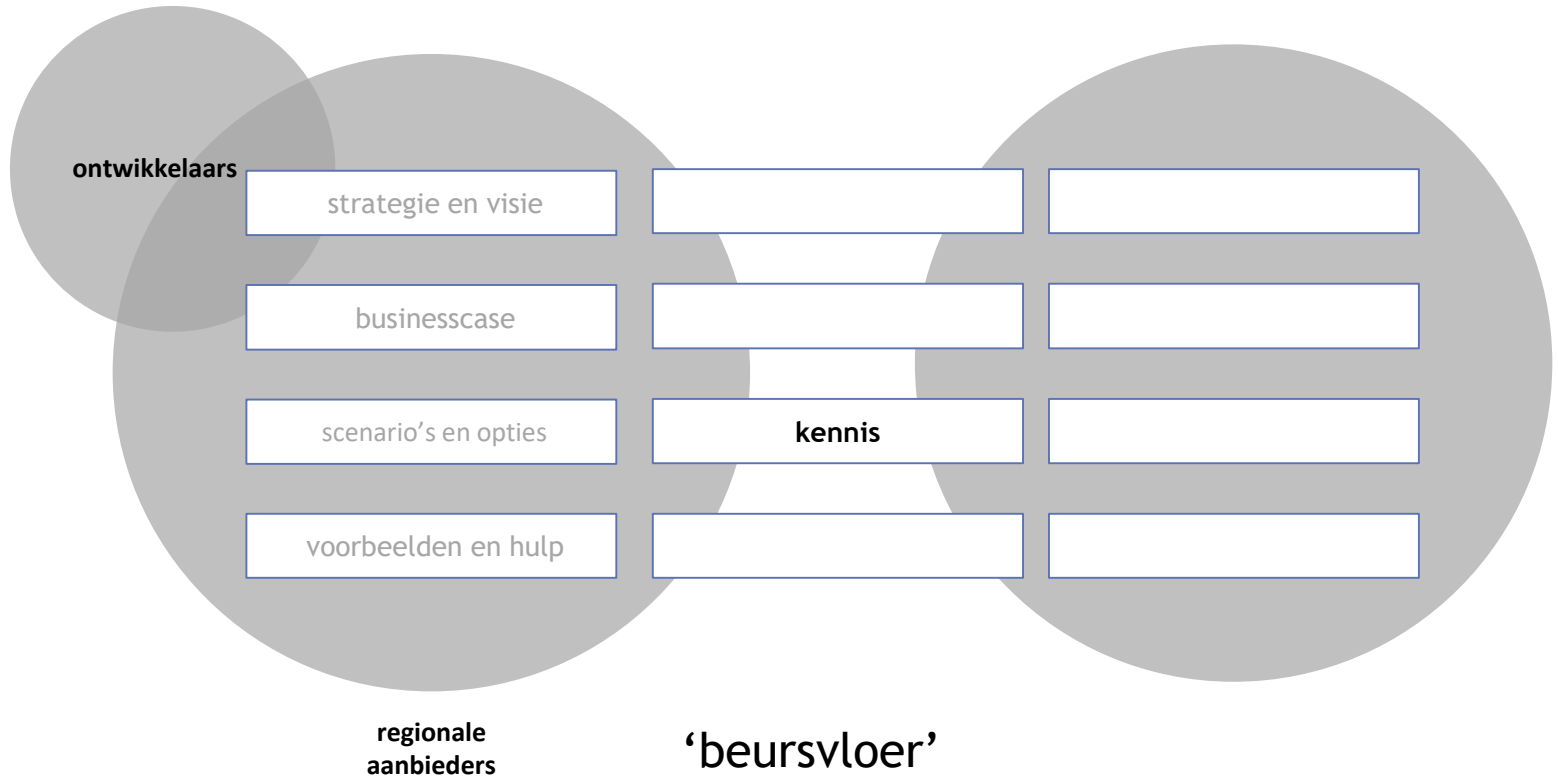 ontwikkelaars
strategie en visie
businesscase
scenario’s en opties
kennis
voorbeelden en hulp
regionale
aanbieders
‘beursvloer’